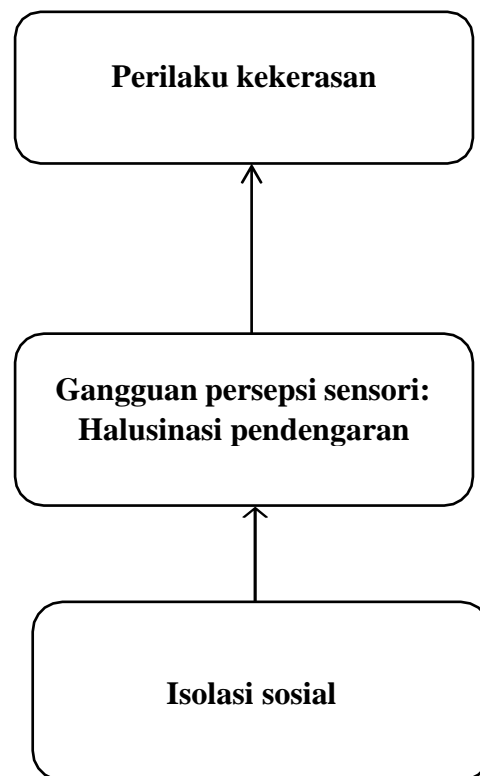 Perilaku kekerasan
Gangguan persepsi sensori:
Halusinasi pendengaran
Isolasi sosial